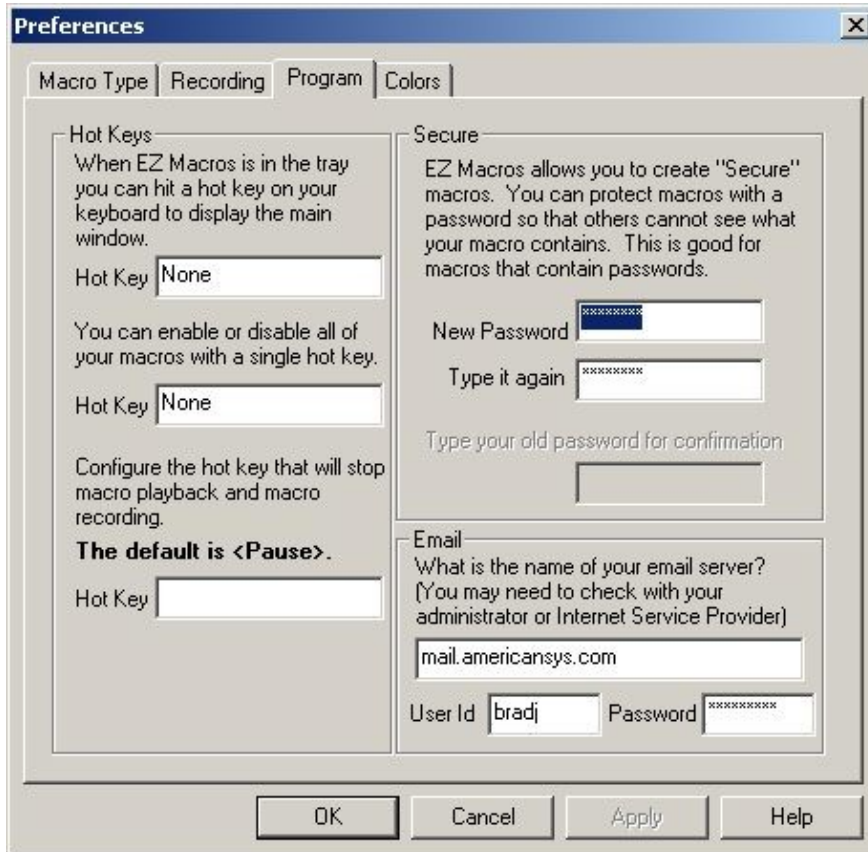 Preferences
Macro Type
Recording
Program
Colors
Hot Keys
When EZ Macros is in the tray
you can hit a hot key on your
keyboard to display the main
window.
Hot Key None
You can enable or disable all of
your macros with a single hot key.
Hot Key None
Configure the hot key that will stop
macro playback and macro
recording.
The default is <Pause>.
Hot Key
Secure
EZ Macros allows you to create "Secure"
macros. You can protect macros with a
password so that others cannot see what
your macro contains. This is good for
macros that contain passwords.
New Password ********
Type it again ********
Type your old password for confirmation
Email
What is the name of your email server?
(You may need to check with your
administrator or Internet Service Provider)
mail.americansys.com
User Id bradj Password *********
OK
Cancel
Apply
Help